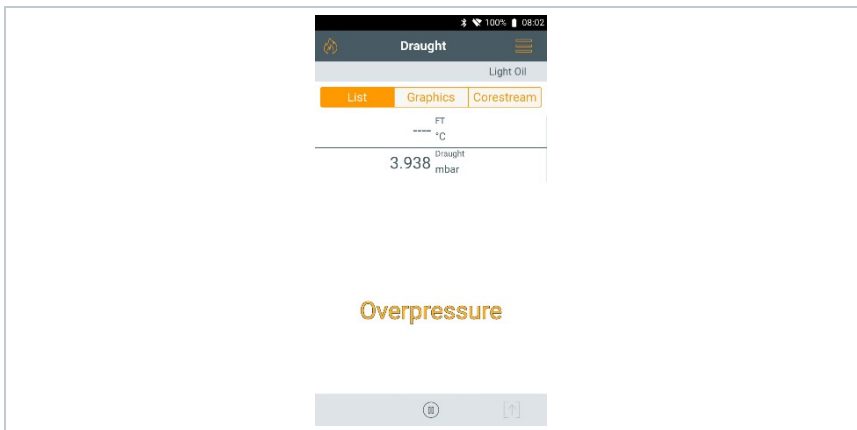 100% 08:02
Draught
Light Oil
List Graphics Corestream
FT
---- °C
Draught
3.938 mbar
Overpressure